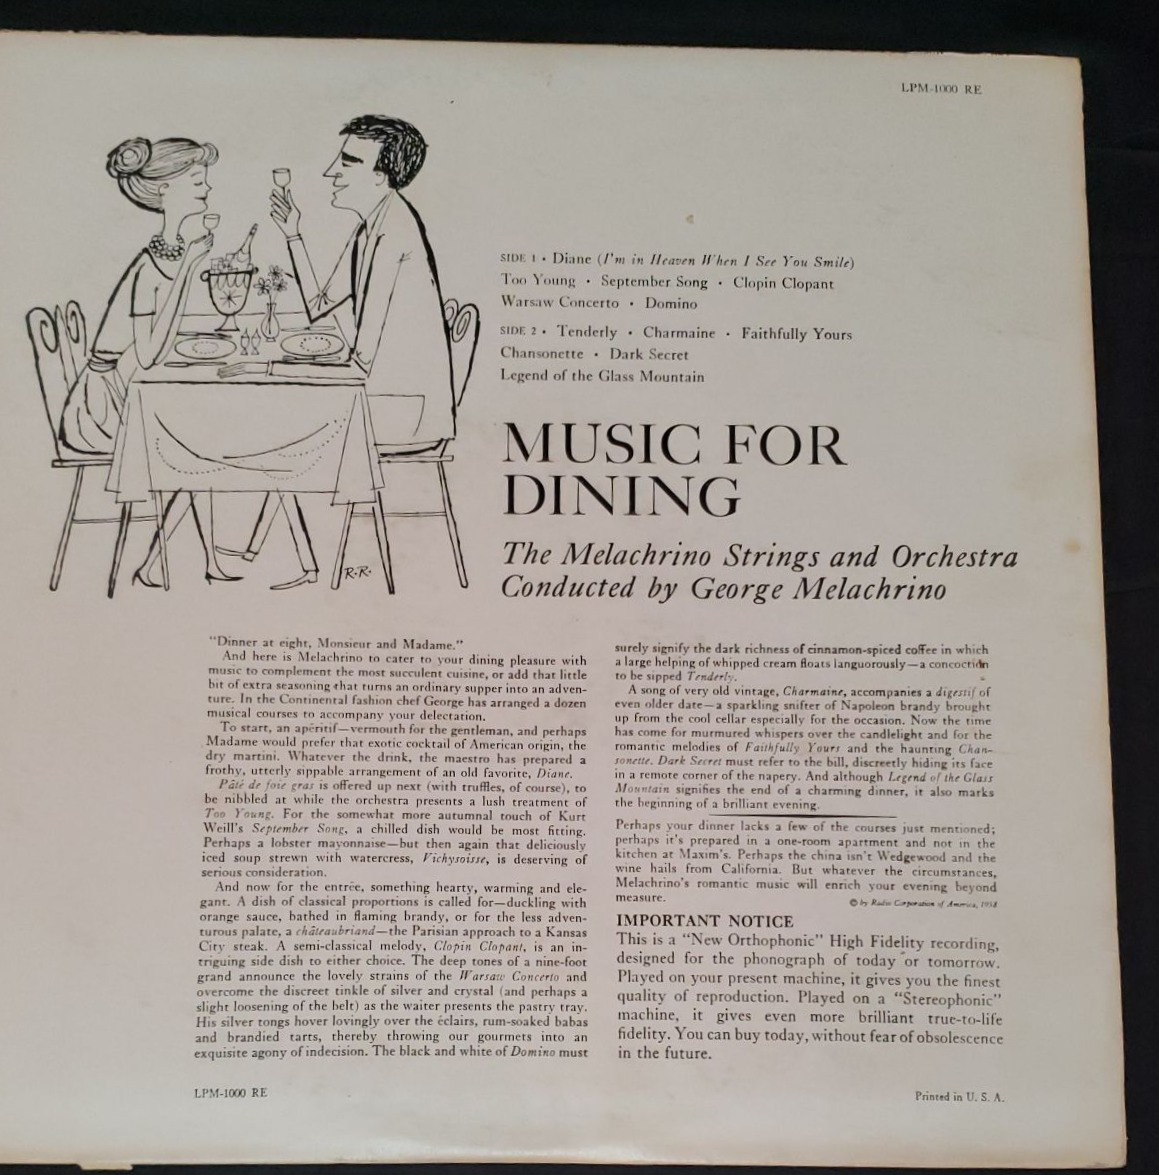 LPM-1000 RE
SIDE 1 • Diane (I'm in Heaven When I See You Smile)
Too Young • September Song • Clopin Clopant
Warsaw Concerto • Domino
SIDE 2 • Tenderly • Charmaine • Faithfully Yours
Chansonette • Dark Secret
Legend of the Glass Mountain
MUSIC FOR
DINING
The Melachrino Strings and Orchestra
Conducted by George Melachrino
R.R.
"Dinner at eight, Monsieur and Madame."
And here is Melachrino to cater to your dining pleasure with
music to complement the most succulent cuisine, or add that little
bit of extra seasoning that turns an ordinary supper into an adven-
ture. In the Continental fashion chef George has arranged a dozen
musical courses to accompany your delectation.
To start, an apéritif—vermouth for the gentleman, and perhaps
Madame would prefer that exotic cocktail of American origin, the
dry martini. Whatever the drink, the maestro has prepared a
frothy, utterly sippable arrangement of an old favorite, Diane.
Pâté de foie gras is offered up next (with truffles, of course), to
be nibbled at while the orchestra presents a lush treatment of
Too Young. For the somewhat more autumnal touch of Kurt
Weill's September Song, a chilled dish would be most fitting.
Perhaps a lobster mayonnaise—but then again that deliciously
iced soup strewn with watercress, Vichysoisse, is deserving of
serious consideration.
And now for the entrée, something hearty, warming and ele-
gant. A dish of classical proportions is called for—duckling with
orange sauce, bathed in flaming brandy, or for the less adven-
turous palate, a châteaubriand—the Parisian approach to a Kansas
City steak. A semi-classical melody, Clopin Clopant, is an in-
triguing side dish to either choice. The deep tones of a nine-foot
grand announce the lovely strains of the Warsaw Concerto and
overcome the discreet tinkle of silver and crystal (and perhaps a
slight loosening of the belt) as the waiter presents the pastry tray.
His silver tongs hover lovingly over the éclairs, rum-soaked babas
and brandied tarts, thereby throwing our gourmets into an
exquisite agony of indecision. The black and white of Domino must
surely signify the dark richness of cinnamon-spiced coffee in which
a large helping of whipped cream floats languorously—a concoction
to be sipped Tenderly.
A song of very old vintage, Charmaine, accompanies a digestif of
even older date—a sparkling snifter of Napoleon brandy brought
up from the cool cellar especially for the occasion. Now the time
has come for murmured whispers over the candlelight and for the
romantic melodies of Faithfully Yours and the haunting Chan-
sonette. Dark Secret must refer to the bill, discreetly hiding its face
in a remote corner of the napery. And although Legend of the Glass
Mountain signifies the end of a charming dinner, it also marks
the beginning of a brilliant evening.
Perhaps your dinner lacks a few of the courses just mentioned;
perhaps it's prepared in a one-room apartment and not in the
kitchen at Maxim's. Perhaps the china isn't Wedgewood and the
wine hails from California. But whatever the circumstances,
Melachrino's romantic music will enrich your evening beyond
measure.
© by Radio Corporation of America, 1958
IMPORTANT NOTICE
This is a "New Orthophonic" High Fidelity recording,
designed for the phonograph of today or tomorrow.
Played on your present machine, it gives you the finest
quality of reproduction. Played on a "Stereophonic"
machine, it gives even more brilliant true-to-life
fidelity. You can buy today, without fear of obsolescence
in the future.
LPM-1000 RE
Printed in U. S. A.